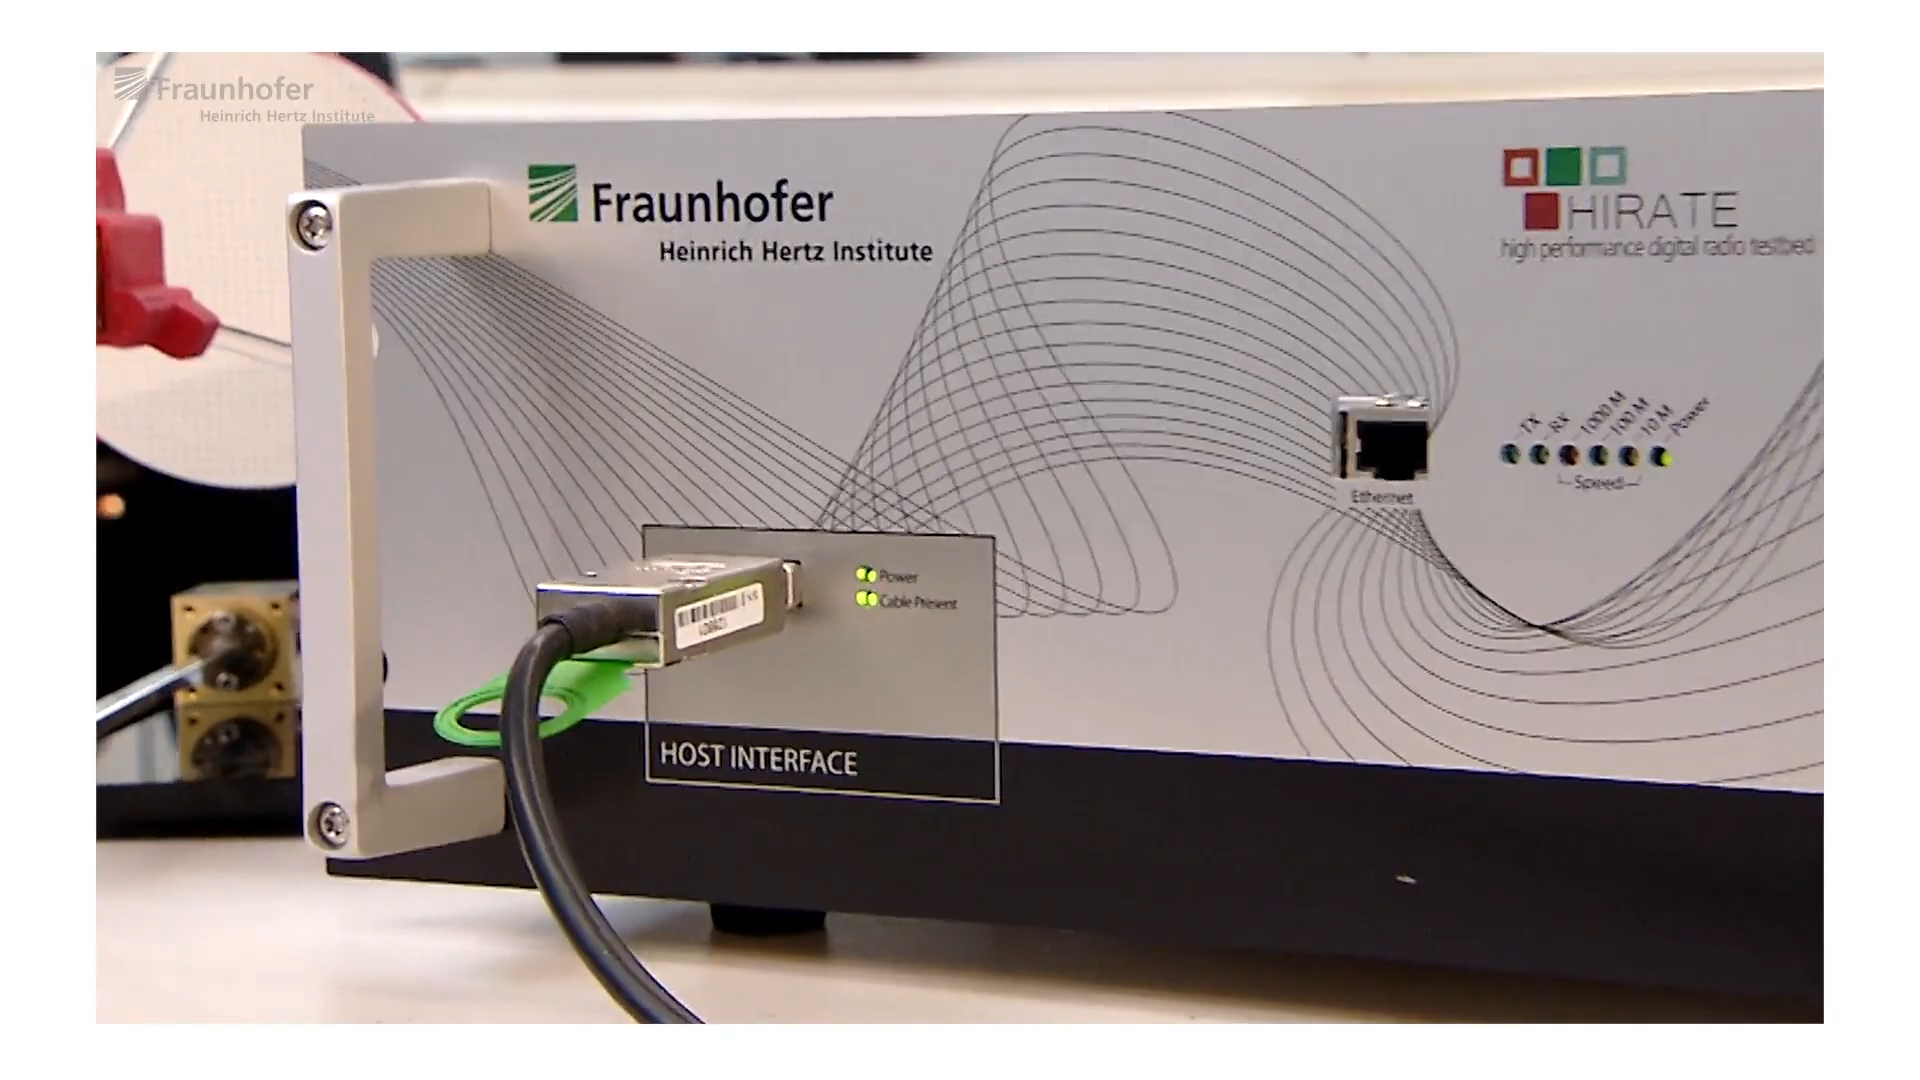 Fraunhofer
Heinrich Hertz Institute
Fraunhofer
Heinrich Hertz Institute
HIRATE
high performance digital radio testbed
TX
RX
1000 M
100 M
10 M
Power
Speed
Ethernet
Power
Cable Present
HOST INTERFACE